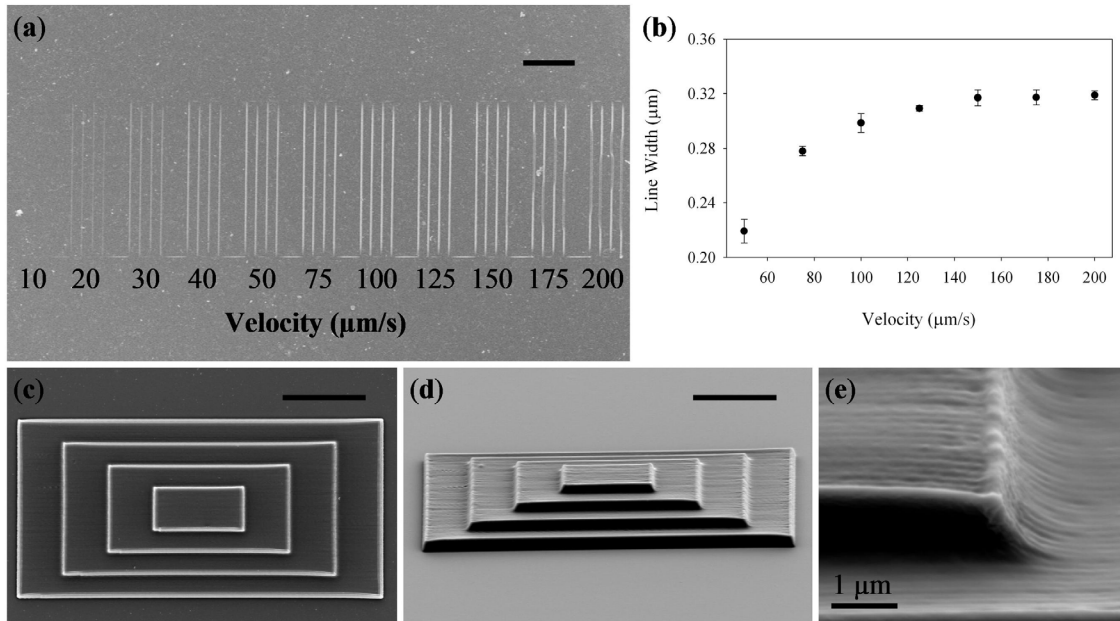 (a)
10 20 30 40 50 75 100 125 150 175 200
Velocity (μm/s)
(b)
0.36
0.32
0.28
0.24
0.20
Line Width (μm)
60 80 100 120 140 160 180 200
Velocity (μm/s)
(c)
(d)
(e)
1 μm